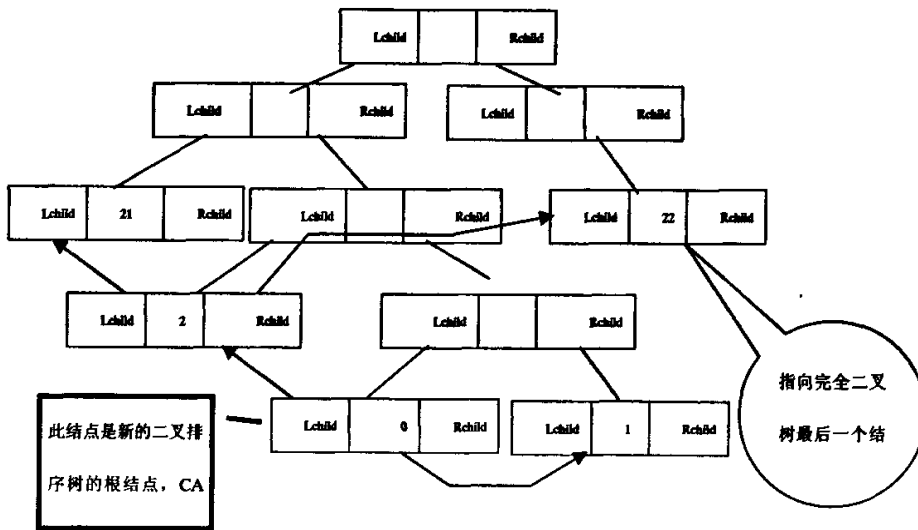 Lchild Rchild
Lchild Rchild Lchild Rchild
Lchild 21 Rchild Lchild Rchild Lchild 22 Rchild
Lchild 2 Rchild Lchild Rchild
Lchild 0 Rchild Lchild 1 Rchild
此结点是新的二叉排
序树的根结点，CA
指向完全二叉
树最后一个结